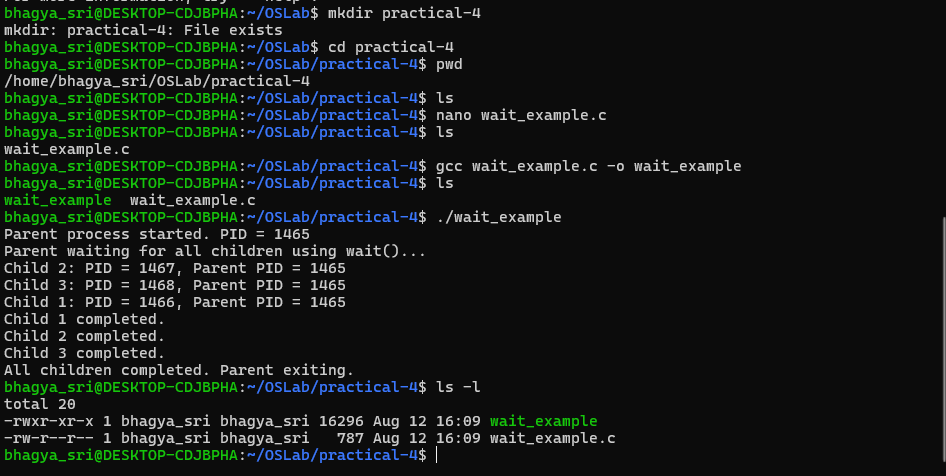 bhagya_sri@DESKTOP-CDJBPHA:~/OSLab$ mkdir practical-4
mkdir: practical-4: File exists
bhagya_sri@DESKTOP-CDJBPHA:~/OSLab$ cd practical-4
bhagya_sri@DESKTOP-CDJBPHA:~/OSLab/practical-4$ pwd
/home/bhagya_sri/OSLab/practical-4
bhagya_sri@DESKTOP-CDJBPHA:~/OSLab/practical-4$ ls
bhagya_sri@DESKTOP-CDJBPHA:~/OSLab/practical-4$ nano wait_example.c
bhagya_sri@DESKTOP-CDJBPHA:~/OSLab/practical-4$ ls
wait_example.c
bhagya_sri@DESKTOP-CDJBPHA:~/OSLab/practical-4$ gcc wait_example.c -o wait_example
bhagya_sri@DESKTOP-CDJBPHA:~/OSLab/practical-4$ ls
wait_example  wait_example.c
bhagya_sri@DESKTOP-CDJBPHA:~/OSLab/practical-4$ ./wait_example
Parent process started. PID = 1465
Parent waiting for all children using wait()...
Child 2: PID = 1467, Parent PID = 1465
Child 3: PID = 1468, Parent PID = 1465
Child 1: PID = 1466, Parent PID = 1465
Child 1 completed.
Child 2 completed.
Child 3 completed.
All children completed. Parent exiting.
bhagya_sri@DESKTOP-CDJBPHA:~/OSLab/practical-4$ ls -l
total 20
-rwxr-xr-x 1 bhagya_sri bhagya_sri 16296 Aug 12 16:09 wait_example
-rw-r--r-- 1 bhagya_sri bhagya_sri   787 Aug 12 16:09 wait_example.c
bhagya_sri@DESKTOP-CDJBPHA:~/OSLab/practical-4$